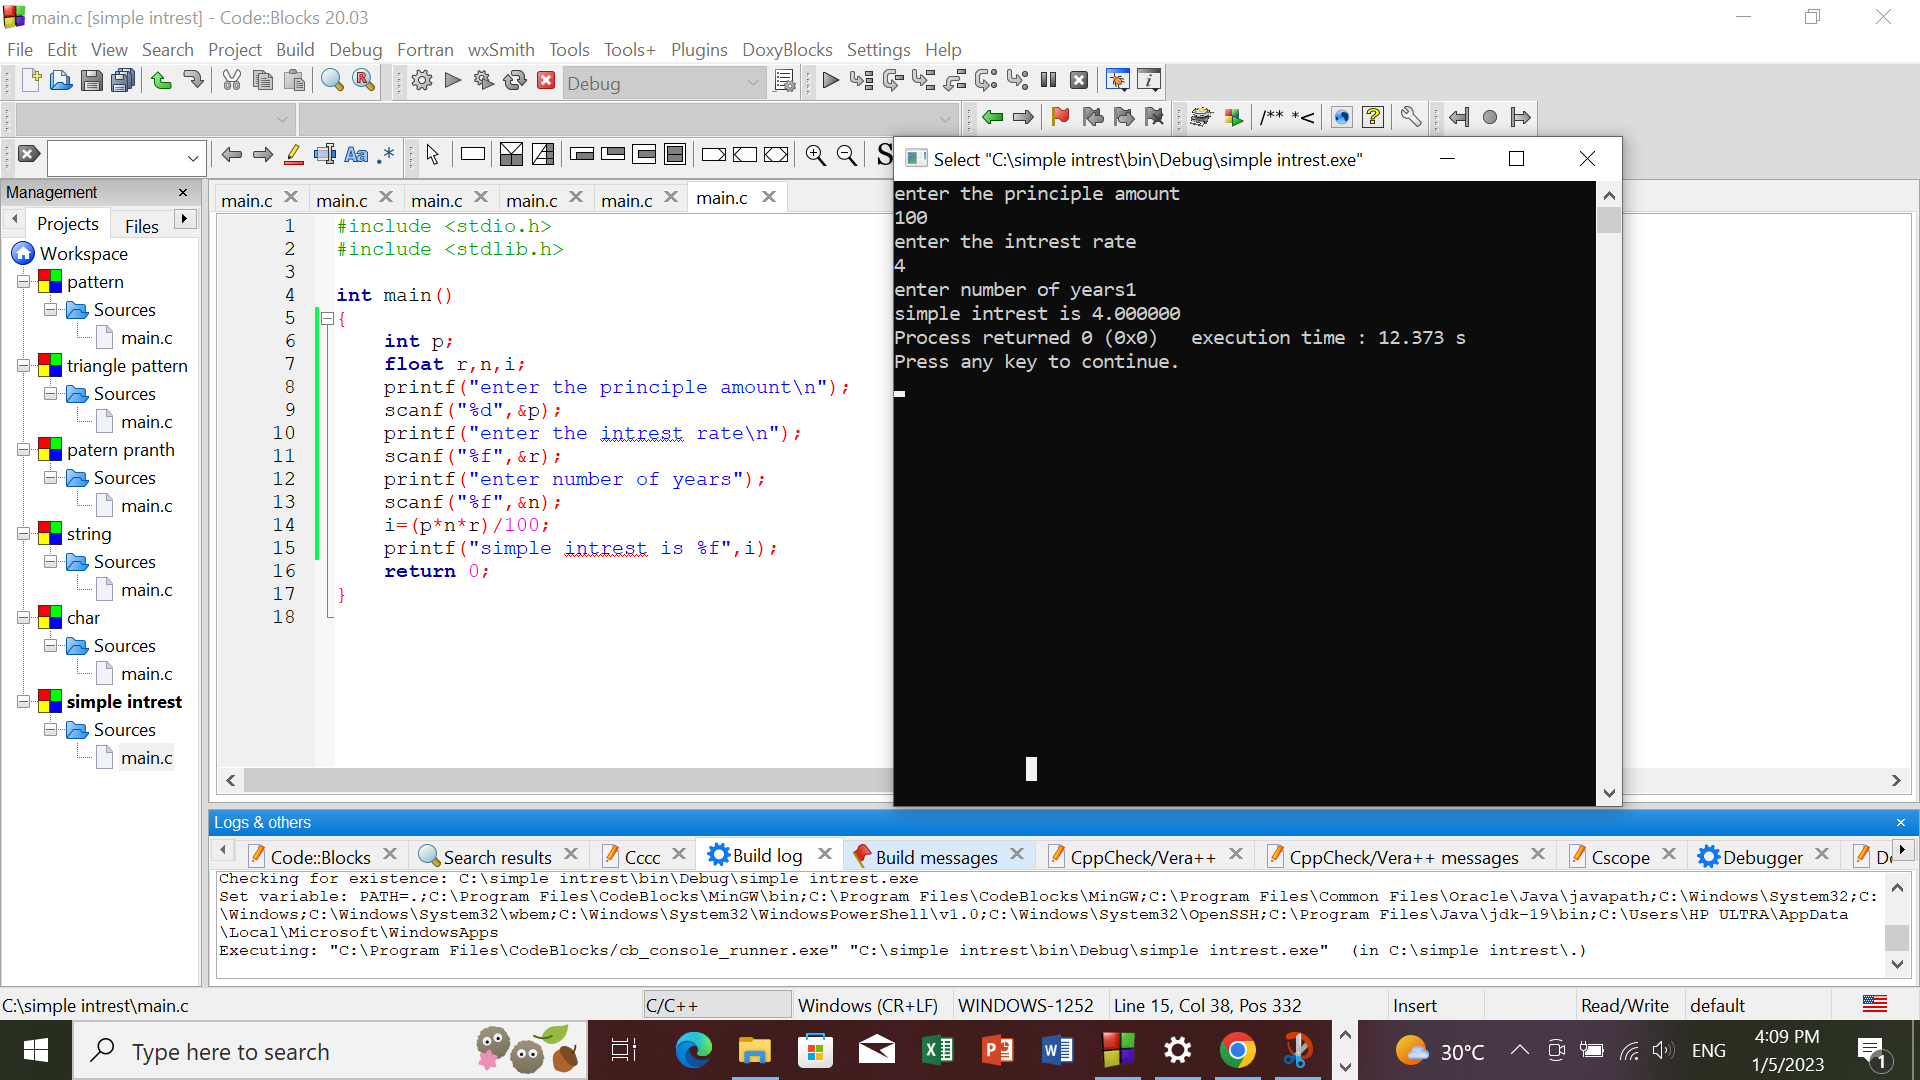 main.c [simple intrest] - Code::Blocks 20.03
File Edit View Search Project Build Debug Fortran wxSmith Tools Tools+ Plugins DoxyBlocks Settings Help
Debug
/** *<
Aa .* S
Management
Projects Files
Workspace
pattern
Sources
main.c
triangle pattern
Sources
main.c
patern pranth
Sources
main.c
string
Sources
main.c
char
Sources
main.c
simple intrest
Sources
main.c
main.c main.c main.c main.c main.c main.c
1 #include <stdio.h>
2 #include <stdlib.h>
3
4 int main()
5 {
6 int p;
7 float r,n,i;
8 printf("enter the principle amount\n");
9 scanf("%d",&p);
10 printf("enter the intrest rate\n");
11 scanf("%f",&r);
12 printf("enter number of years");
13 scanf("%f",&n);
14 i=(p*n*r)/100;
15 printf("simple intrest is %f",i);
16 return 0;
17 }
18
Select "C:\simple intrest\bin\Debug\simple intrest.exe"
enter the principle amount
100
enter the intrest rate
4
enter number of years1
simple intrest is 4.000000
Process returned 0 (0x0) execution time : 12.373 s
Press any key to continue.
Logs & others
Code::Blocks Search results Cccc Build log Build messages CppCheck/Vera++ CppCheck/Vera++ messages Cscope Debugger
Checking for existence: C:\simple intrest\bin\Debug\simple intrest.exe
Set variable: PATH=.;C:\Program Files\CodeBlocks\MinGW\bin;C:\Program Files\CodeBlocks\MinGW;C:\Program Files\Common Files\Oracle\Java\javapath;C:\Windows\System32;C:
\Windows;C:\Windows\System32\wbem;C:\Windows\System32\WindowsPowerShell\v1.0;C:\Windows\System32\OpenSSH;C:\Program Files\Java\jdk-19\bin;C:\Users\HP ULTRA\AppData
\Local\Microsoft\WindowsApps
Executing: "C:\Program Files\CodeBlocks/cb_console_runner.exe" "C:\simple intrest\bin\Debug\simple intrest.exe" (in C:\simple intrest\.)
C:\simple intrest\main.c C/C++ Windows (CR+LF) WINDOWS-1252 Line 15, Col 38, Pos 332 Insert Read/Write default
Type here to search
30°C ENG
4:09 PM
1/5/2023
1